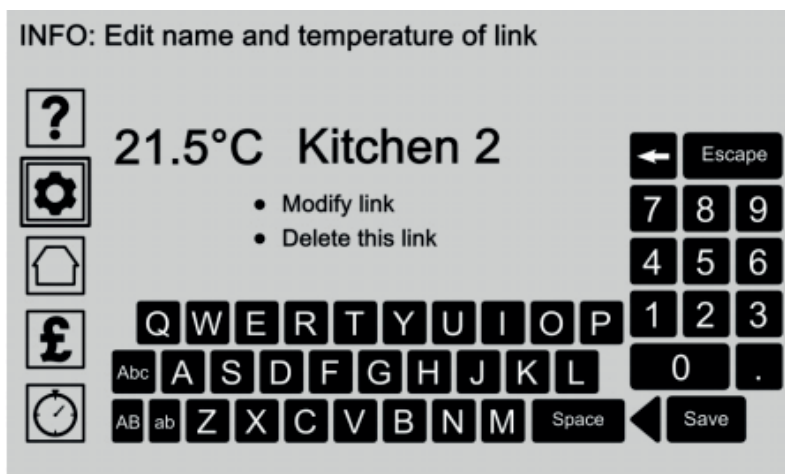 INFO: Edit name and temperature of link
?
21.5°C Kitchen 2
• Modify link
• Delete this link
£
Escape
7 8 9
4 5 6
Q W E R T Y U I O P 1 2 3
Abc A S D F G H J K L 0 .
AB ab Z X C V B N M Space Save